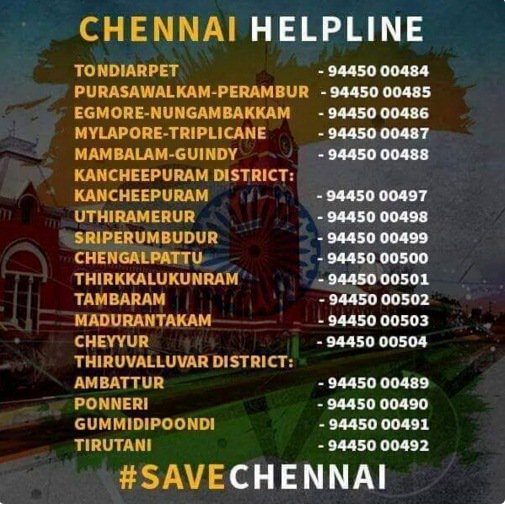 CHENNAI HELPLINE
TONDIARPET - 94450 00484
PURASAWALKAM-PERAMBUR - 94450 00485
EGMORE-NUNGAMBAKKAM - 94450 00486
MYLAPORE-TRIPLICANE - 94450 00487
MAMBALAM-GUINDY - 94450 00488
KANCHEEPURAM DISTRICT:
KANCHEEPURAM - 94450 00497
UTHIRAMERUR - 94450 00498
SRIPERUMBUDUR - 94450 00499
CHENGALPATTU - 94450 00500
THIRKKALUKUNRAM - 94450 00501
TAMBARAM - 94450 00502
MADURANTAKAM - 94450 00503
CHEYYUR - 94450 00504
THIRUVALLUVAR DISTRICT:
AMBATTUR - 94450 00489
PONNERI - 94450 00490
GUMMIDIPOONDI - 94450 00491
TIRUTANI - 94450 00492
#SAVECHENNAI